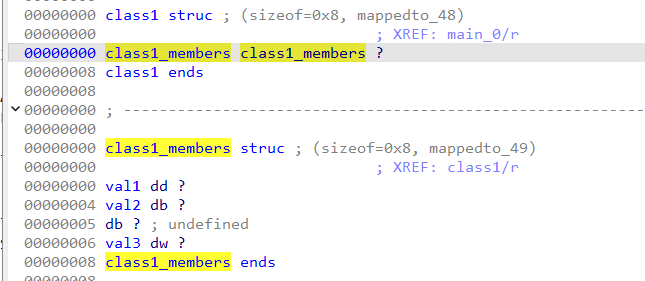 00000000 class1 struc ; (sizeof=0x8, mappedto_48)
00000000 ; XREF: main_0/r
00000000 class1_members class1_members ?
00000008 class1 ends
00000008
00000000 ; ----------------------------------------------------------------
00000000
00000000 class1_members struc ; (sizeof=0x8, mappedto_49)
00000000 ; XREF: class1/r
00000000 val1 dd ?
00000004 val2 db ?
00000005 db ? ; undefined
00000006 val3 dw ?
00000008 class1_members ends
00000008